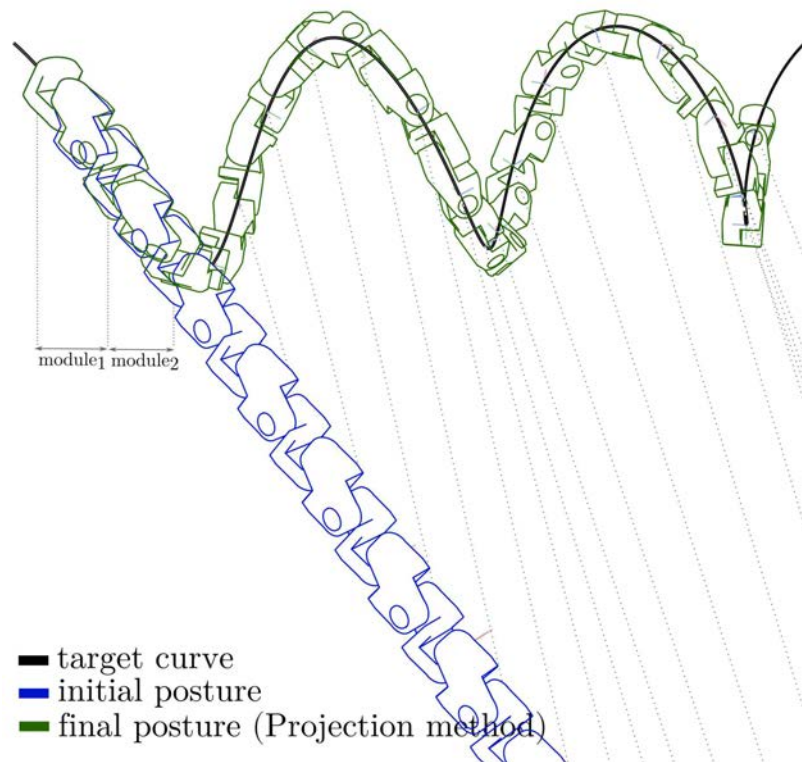 module1 module2
target curve
initial posture
final posture (Projection method)